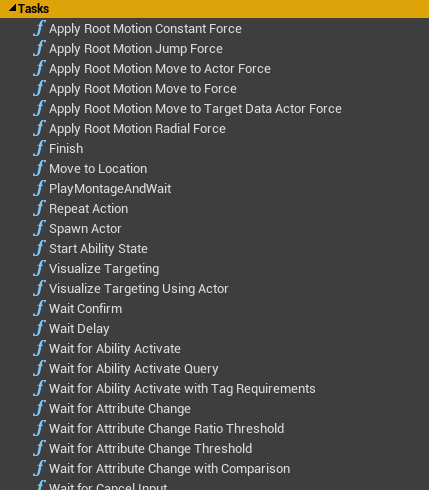 Tasks
Apply Root Motion Constant Force
Apply Root Motion Jump Force
Apply Root Motion Move to Actor Force
Apply Root Motion Move to Force
Apply Root Motion Move to Target Data Actor Force
Apply Root Motion Radial Force
Finish
Move to Location
PlayMontageAndWait
Repeat Action
Spawn Actor
Start Ability State
Visualize Targeting
Visualize Targeting Using Actor
Wait Confirm
Wait Delay
Wait for Ability Activate
Wait for Ability Activate Query
Wait for Ability Activate with Tag Requirements
Wait for Attribute Change
Wait for Attribute Change Ratio Threshold
Wait for Attribute Change Threshold
Wait for Attribute Change with Comparison
Wait for Cancel Input